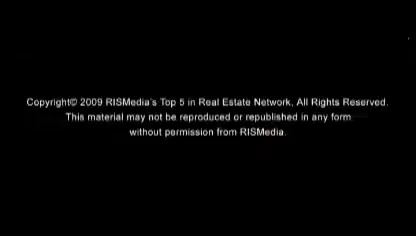 Copyright© 2009 RISMedia's Top 5 in Real Estate Network, All Rights Reserved.
This material may not be reproduced or republished in any form
without permission from RISMedia.